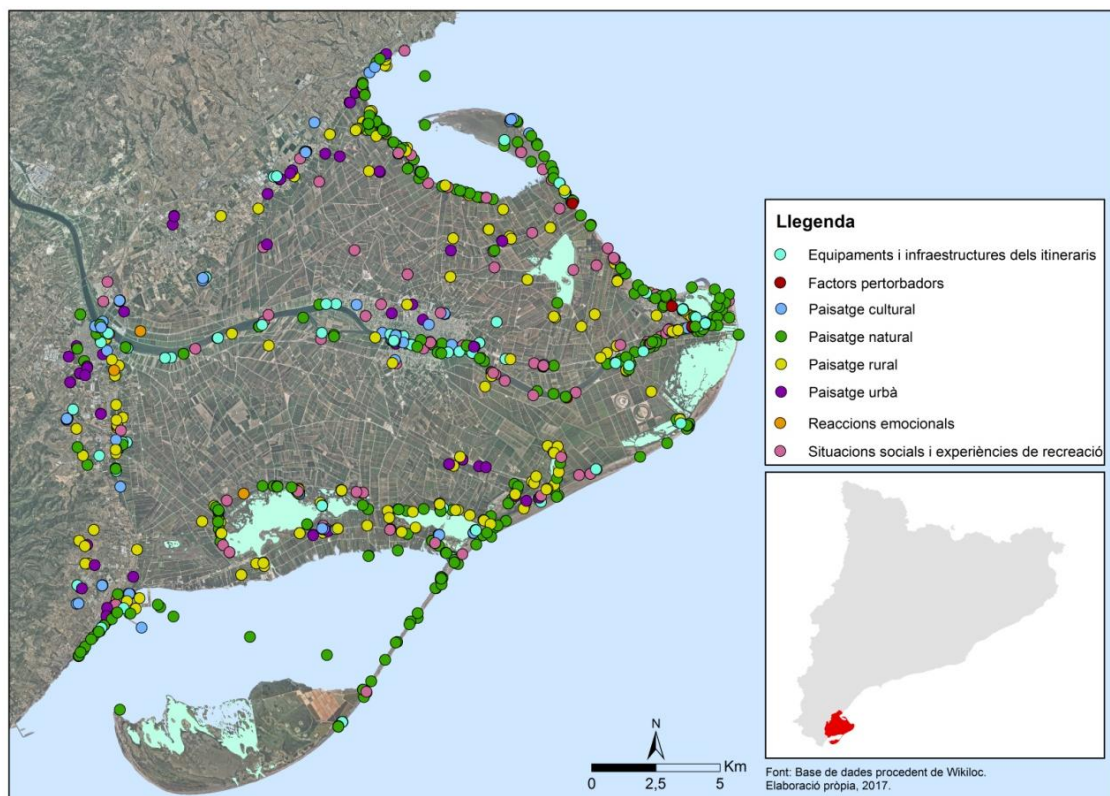 Llegenda
Equipaments i infraestructures dels itineraris
Factors pertorbadors
Paisatge cultural
Paisatge natural
Paisatge rural
Paisatge urbà
Reaccions emocionals
Situacions socials i experiències de recreació
N
Km
0 2,5 5
Font: Base de dades procedent de Wikiloc.
Elaboració pròpia, 2017.